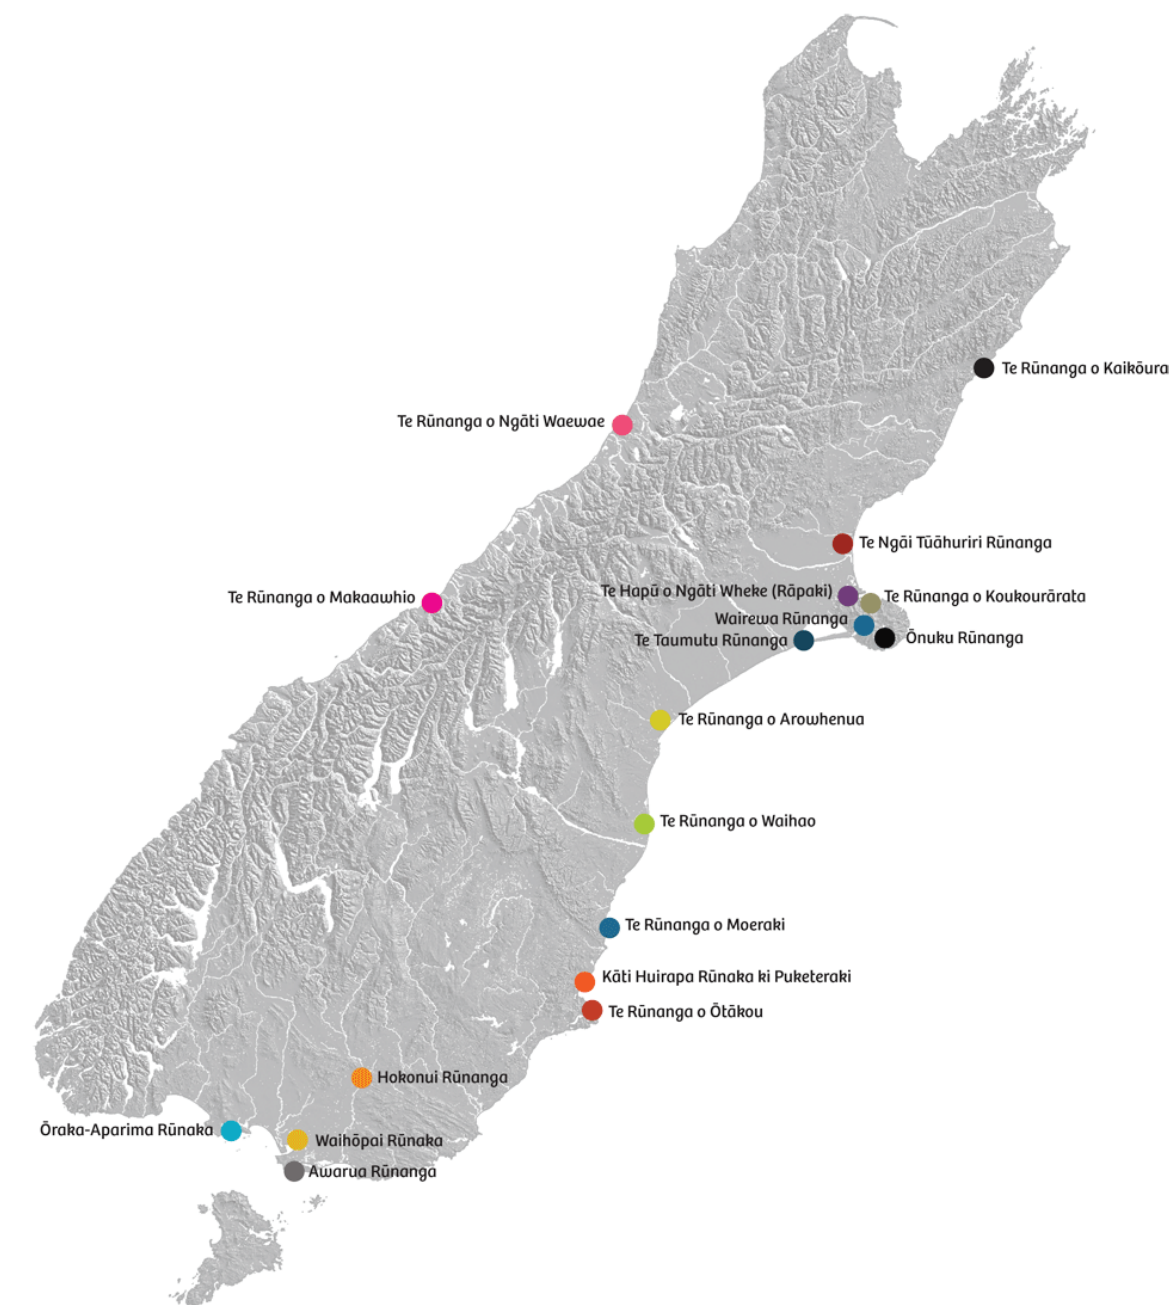 Te Rūnanga o Kaikōura
Te Rūnanga o Ngāti Waewae
Te Ngāi Tūāhuriri Rūnanga
Te Hapū o Ngāti Wheke (Rāpaki)
Te Rūnanga o Koukourārata
Te Rūnanga o Makaawhio
Wairewa Rūnanga
Ōnuku Rūnanga
Te Taumutu Rūnanga
Te Rūnanga o Arowhenua
Te Rūnanga o Waihao
Te Rūnanga o Moeraki
Kāti Huirapa Rūnaka ki Puketeraki
Te Rūnanga o Ōtākou
Hokonui Rūnanga
Ōraka-Aparima Rūnaka
Waihōpai Rūnaka
Awarua Rūnanga